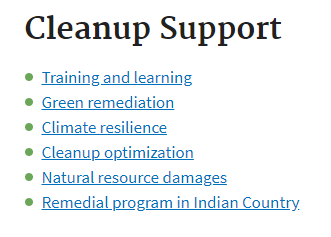 Cleanup Support
Training and learning
Green remediation
Climate resilience
Cleanup optimization
Natural resource damages
Remedial program in Indian Country